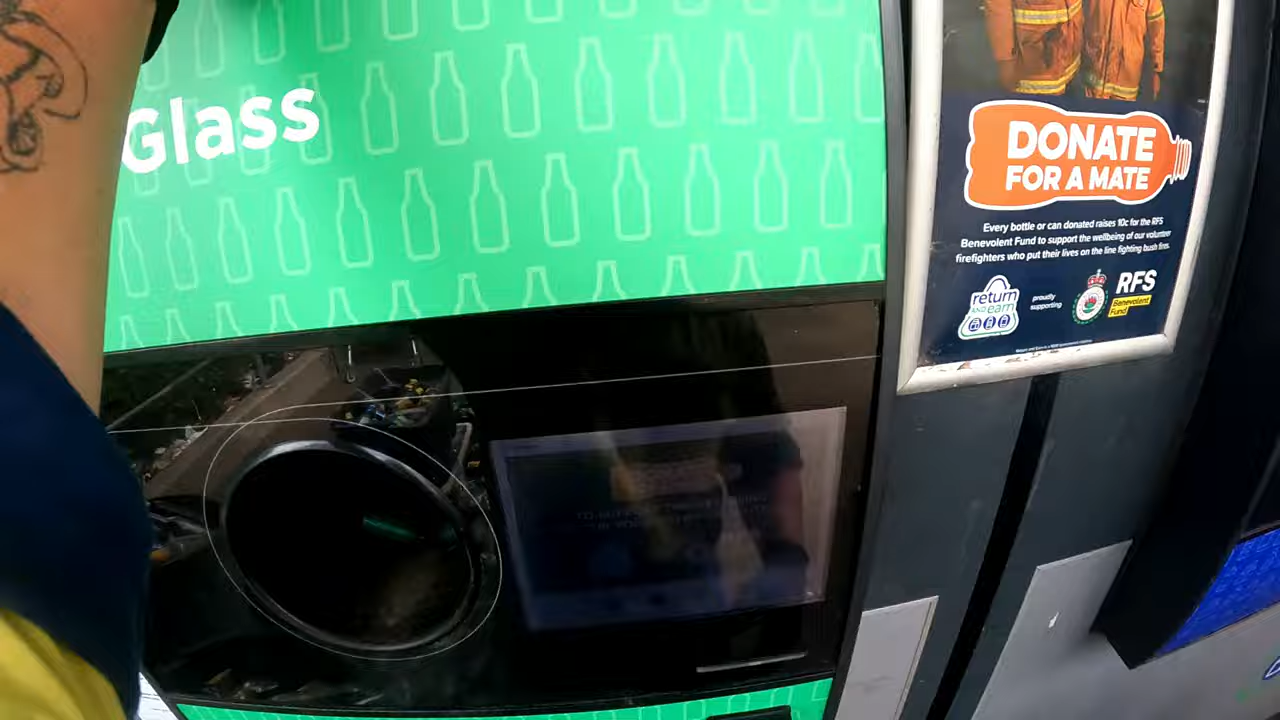 Glass
DONATE
FOR A MATE
Every bottle or can donated raises 10c for the RFS
Benevolent Fund to support the wellbeing of our volunteer
firefighters who put their lives on the line fighting bush fires.
return
AND earn
proudly
supporting
RFS
Benevolent
Fund